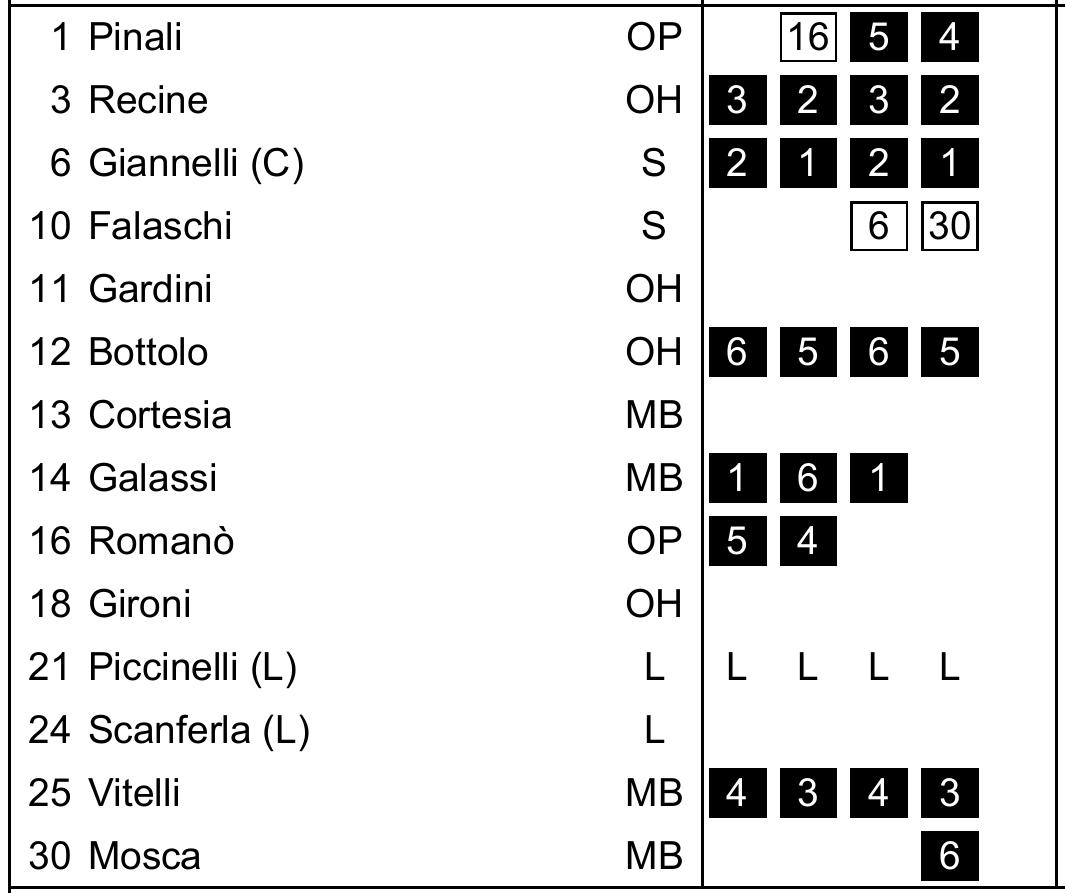 1 Pinali OP 16 5 4
3 Recine OH 3 2 3 2
6 Giannelli (C) S 2 1 2 1
10 Falaschi S 6 30
11 Gardini OH
12 Bottolo OH 6 5 6 5
13 Cortesia MB
14 Galassi MB 1 6 1
16 Romanò OP 5 4
18 Gironi OH
21 Piccinelli (L) L L L L L
24 Scanferla (L) L
25 Vitelli MB 4 3 4 3
30 Mosca MB 6